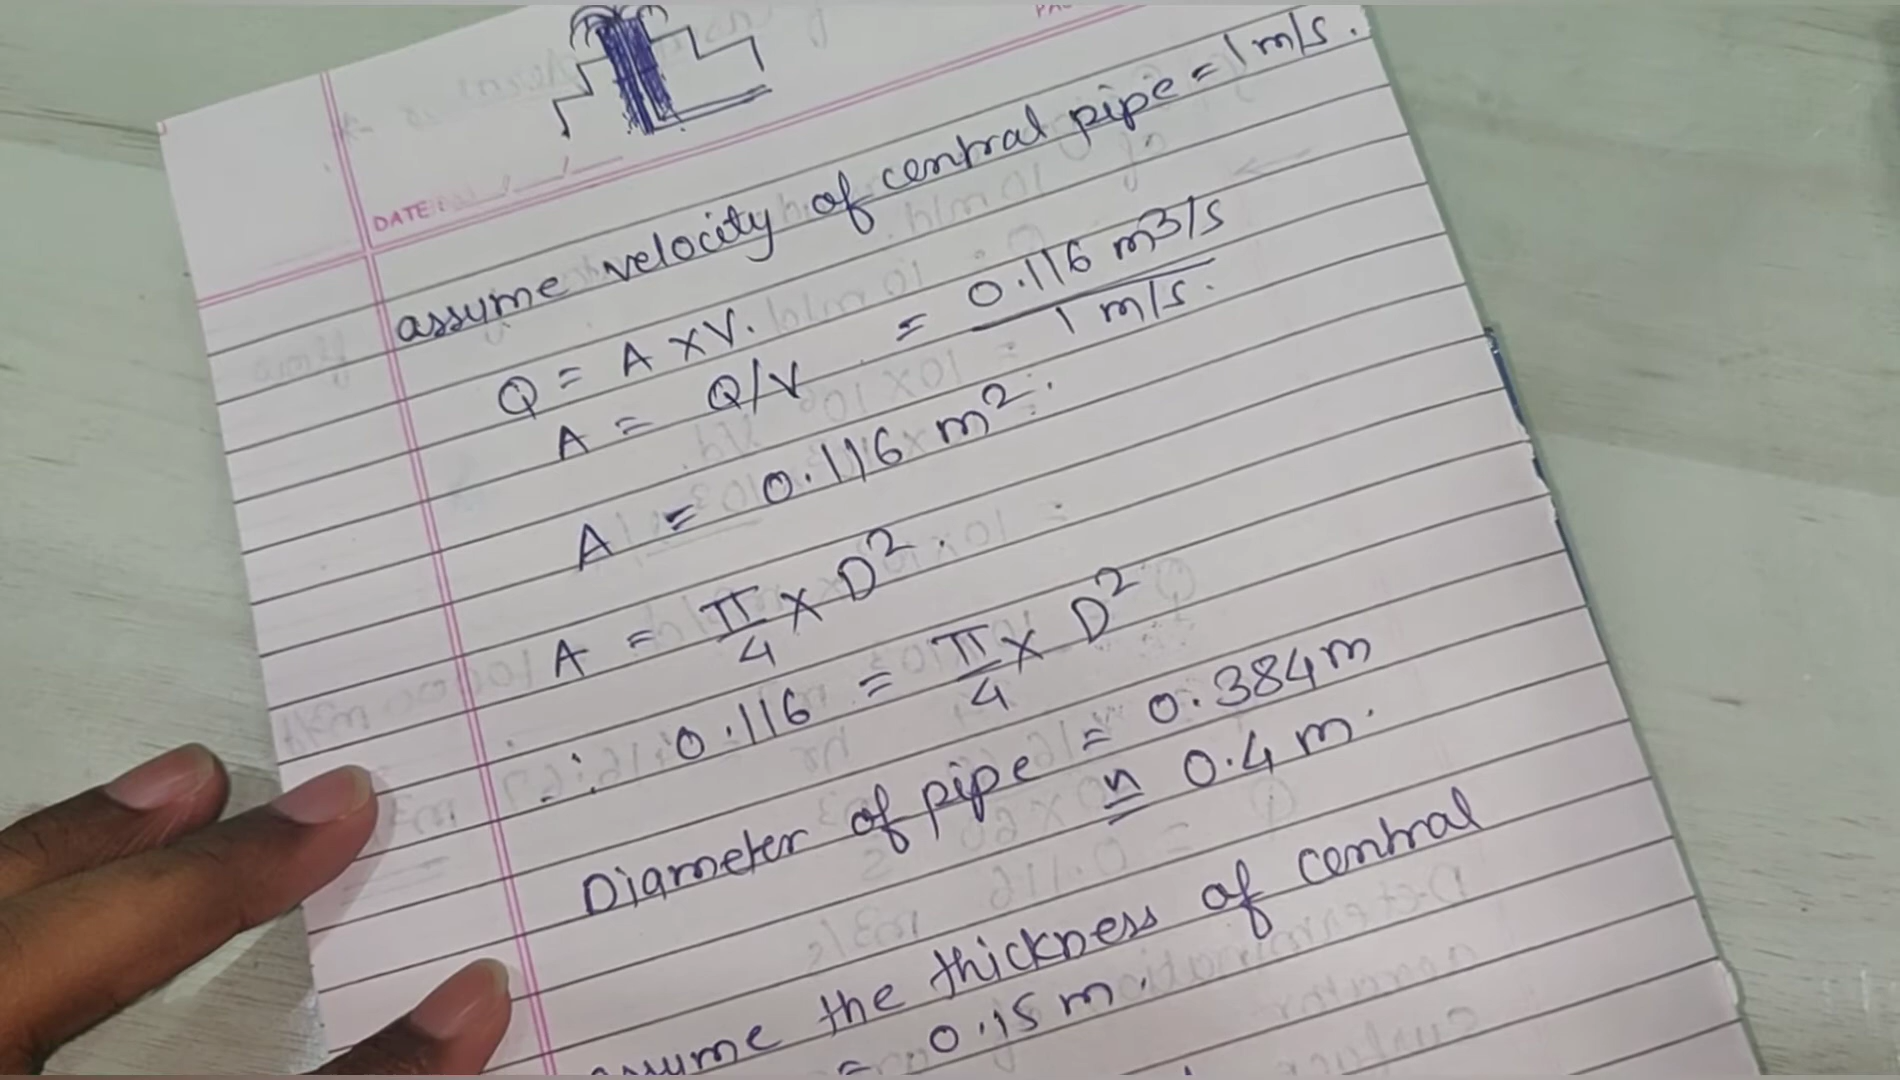 DATE:
assume velocity of central pipe = 1 m/s.
Q = A x V.
A = Q/V = 0.116 m3/s / 1 m/s.
A = 0.116 m2.
A = π/4 x D2.
∴ 0.116 = π/4 x D2
Diameter of pipe = 0.384m
≃ 0.4 m.
the thickness of central
= 0.15 m.